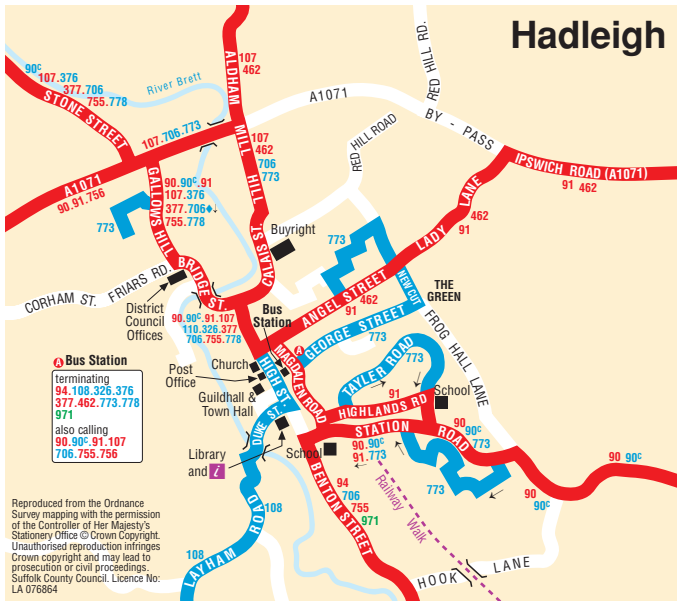 Hadleigh
90c
107.376
377.706
755.778
STONE STREET
River Brett
ALDHAM MILL HILL
107
462
A1071
BY - PASS
RED HILL RD.
RED HILL ROAD
107.706.773
107
462
706
773
IPSWICH ROAD (A1071)
91 462
A1071
90.91.756
GALLOWS HILL
90.90c.91
107.376
377.706♦↓
755.778
773
CALAIS ST
Buyright
LADY LANE
462
91
773
BRIDGE ST.
CORHAM ST. FRIARS RD.
District
Council
Offices
90.90c.91.107
110.326.377
706.755.778
Bus
Station
ANGEL STREET
462
91
NEW CUT
THE
GREEN
GEORGE STREET
773
FROG HALL LANE
A
MAGDALEN ROAD
HIGH ST.
Church
Post
Office
Guildhall &
Town Hall
TAYLER ROAD
773
91
HIGHLANDS RD
School
A Bus Station
terminating
94.108.326.376
377.462.773.778
971
also calling
90.90c.91.107
706.755.756
DUKE ST.
Library
and i
School
STATION ROAD
90
90c
773
90.90c
91.773
90 90c
90
90c
773
94
706
755
971
BENTON STREET
Railway Walk
HOOK LANE
108
108
LAYHAM ROAD
Reproduced from the Ordnance
Survey mapping with the permission
of the Controller of Her Majesty's
Stationery Office © Crown Copyright.
Unauthorised reproduction infringes
Crown copyright and may lead to
prosecution or civil proceedings.
Suffolk County Council. Licence No:
LA 076864